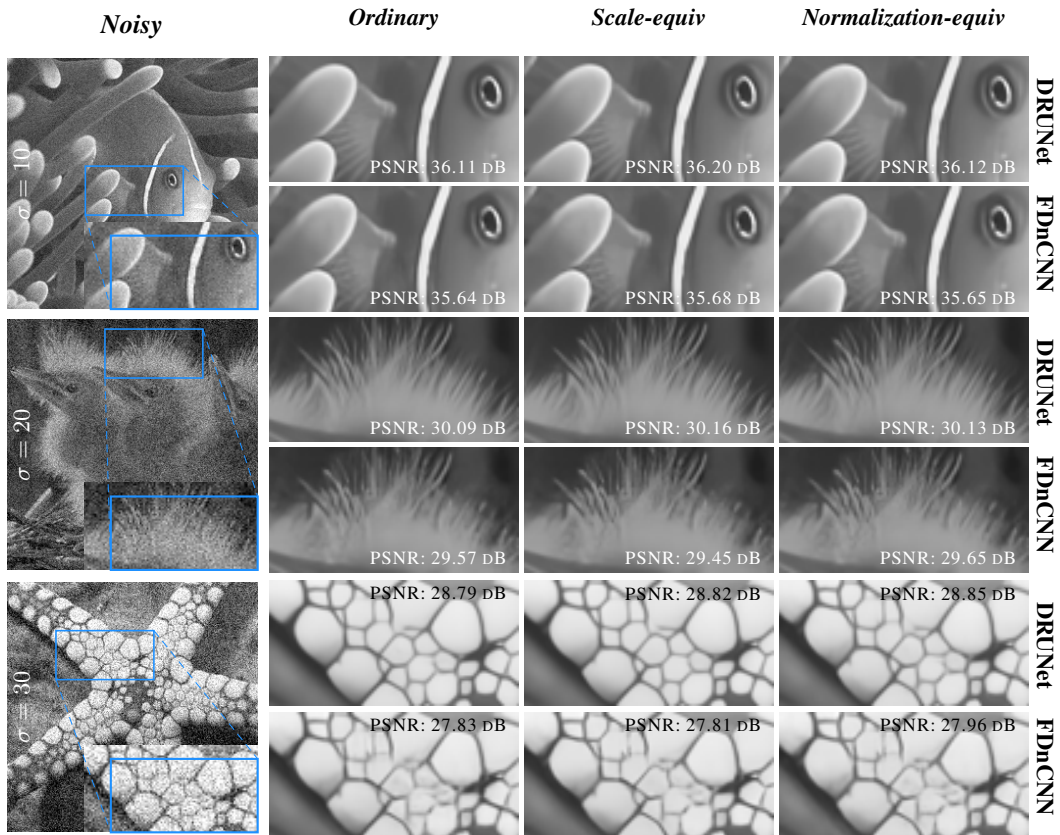 Noisy
Ordinary
Scale-equiv
Normalization-equiv
σ = 10
PSNR: 36.11 DB
PSNR: 36.20 DB
PSNR: 36.12 DB
DRUNet
PSNR: 35.64 DB
PSNR: 35.68 DB
PSNR: 35.65 DB
FDnCNN
σ = 20
PSNR: 30.09 DB
PSNR: 30.16 DB
PSNR: 30.13 DB
DRUNet
PSNR: 29.57 DB
PSNR: 29.45 DB
PSNR: 29.65 DB
FDnCNN
σ = 30
PSNR: 28.79 DB
PSNR: 28.82 DB
PSNR: 28.85 DB
DRUNet
PSNR: 27.83 DB
PSNR: 27.81 DB
PSNR: 27.96 DB
FDnCNN